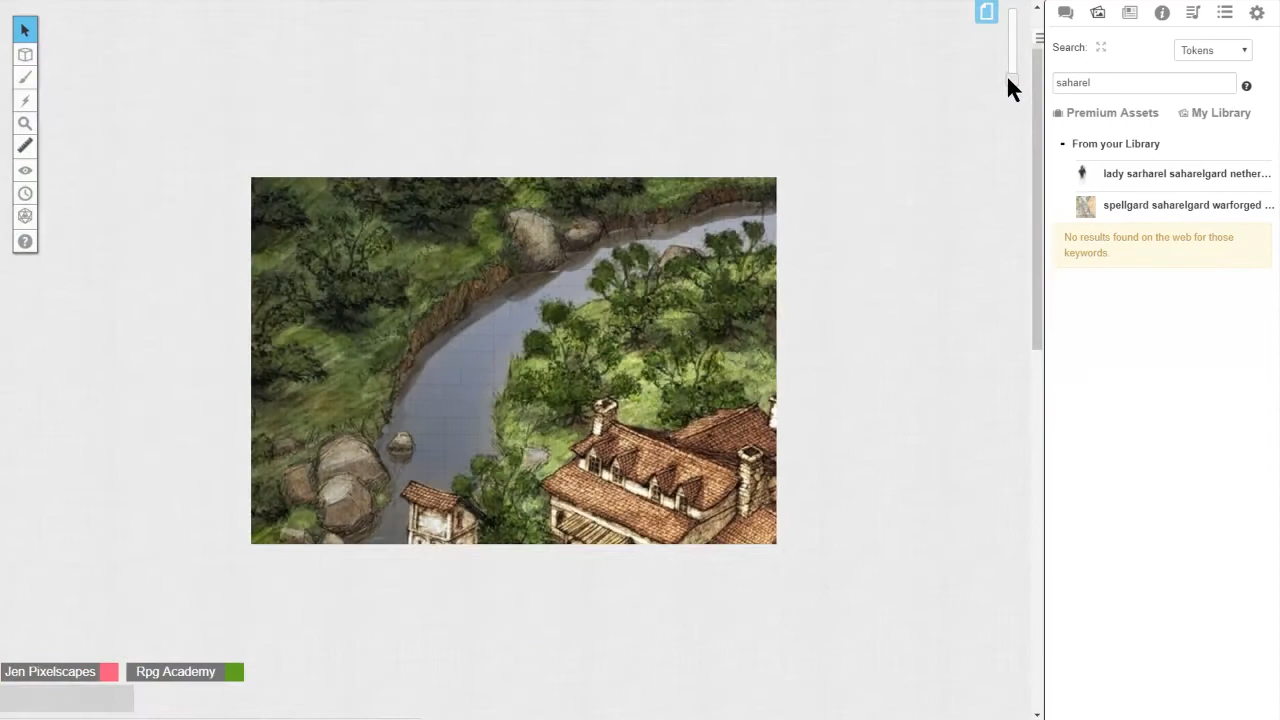 Search:
Tokens
saharel
Premium Assets
My Library
From your Library
lady sarharel saharelgard nether...
spellgard saharelgard warforged ...
No results found on the web for those
keywords.
Jen Pixelscapes
Rpg Academy